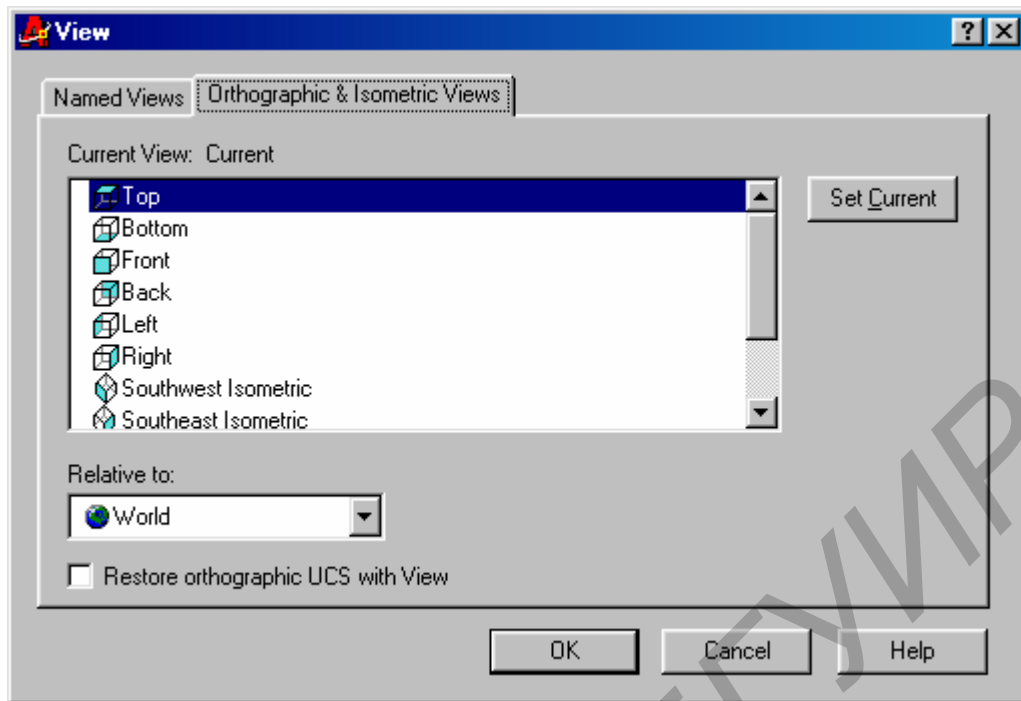 View
Named Views
Orthographic & Isometric Views
Current View: Current
Top
Set Current
Bottom
Front
Back
Left
Right
Southwest Isometric
Southeast Isometric
Relative to:
World
Restore orthographic UCS with View
OK
Cancel
Help
ГУИР